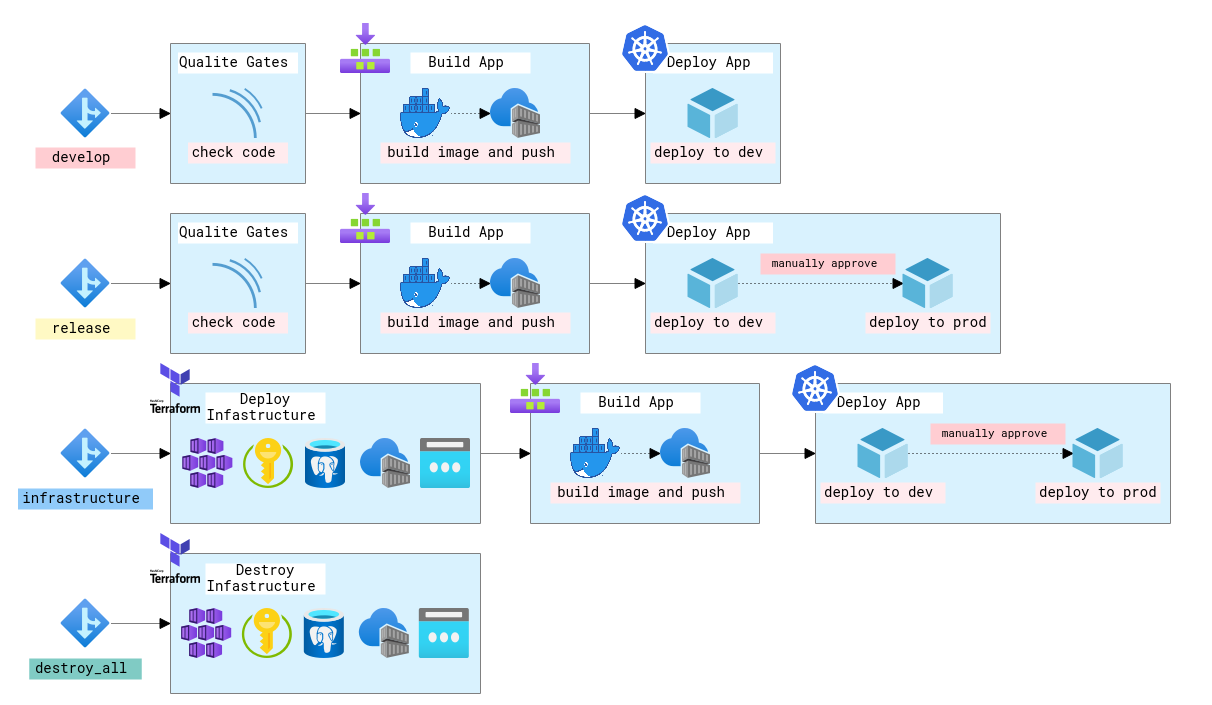 Qualite Gates
Build App
Deploy App
check code
build image and push
deploy to dev
develop
Qualite Gates
Build App
Deploy App
manually approve
check code
build image and push
deploy to dev
deploy to prod
release
HashiCorp
Terraform
Deploy
Infastructure
Build App
Deploy App
manually approve
build image and push
deploy to dev
deploy to prod
infrastructure
HashiCorp
Terraform
Destroy
Infastructure
destroy_all